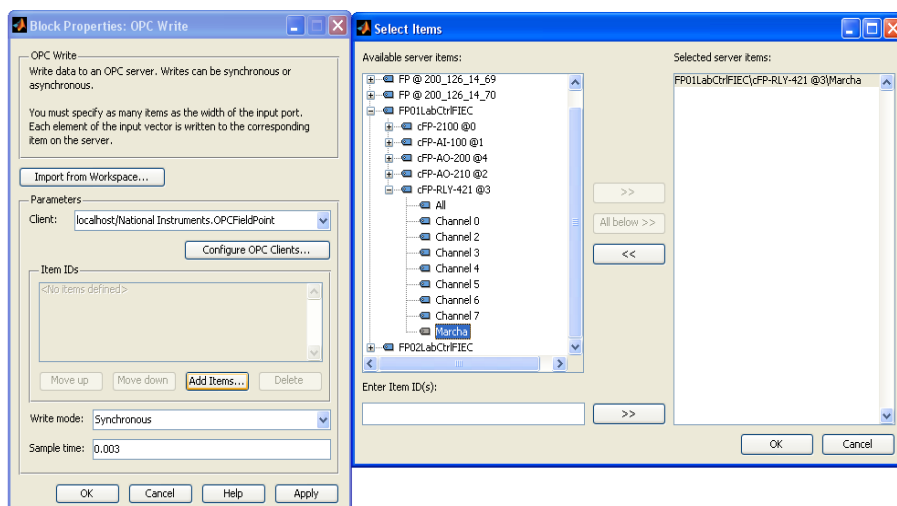 Block Properties: OPC Write
OPC Write
Write data to an OPC server. Writes can be synchronous or
asynchronous.
You must specify as many items as the width of the input port.
Each element of the input vector is written to the corresponding
item on the server.
Import from Workspace...
Parameters
Client: localhost/National Instruments.OPCFieldPoint
Configure OPC Clients...
Item IDs
<No items defined>
Move up Move down Add Items... Delete
Write mode: Synchronous
Sample time: 0.003
OK Cancel Help Apply
Select Items
Available server items:
FP @ 200_126_14_69
FP @ 200_126_14_70
FP01LabCtrlFIEC
cFP-2100 @0
cFP-AI-100 @1
cFP-AO-200 @4
cFP-AO-210 @2
cFP-RLY-421 @3
All
Channel 0
Channel 2
Channel 3
Channel 4
Channel 5
Channel 6
Channel 7
Marcha
FP02LabCtrlFIEC
>>
All below >>
<<
Selected server items:
FP01LabCtrlFIEC\cFP-RLY-421 @3\Marcha
Enter Item ID(s):
>>
OK Cancel